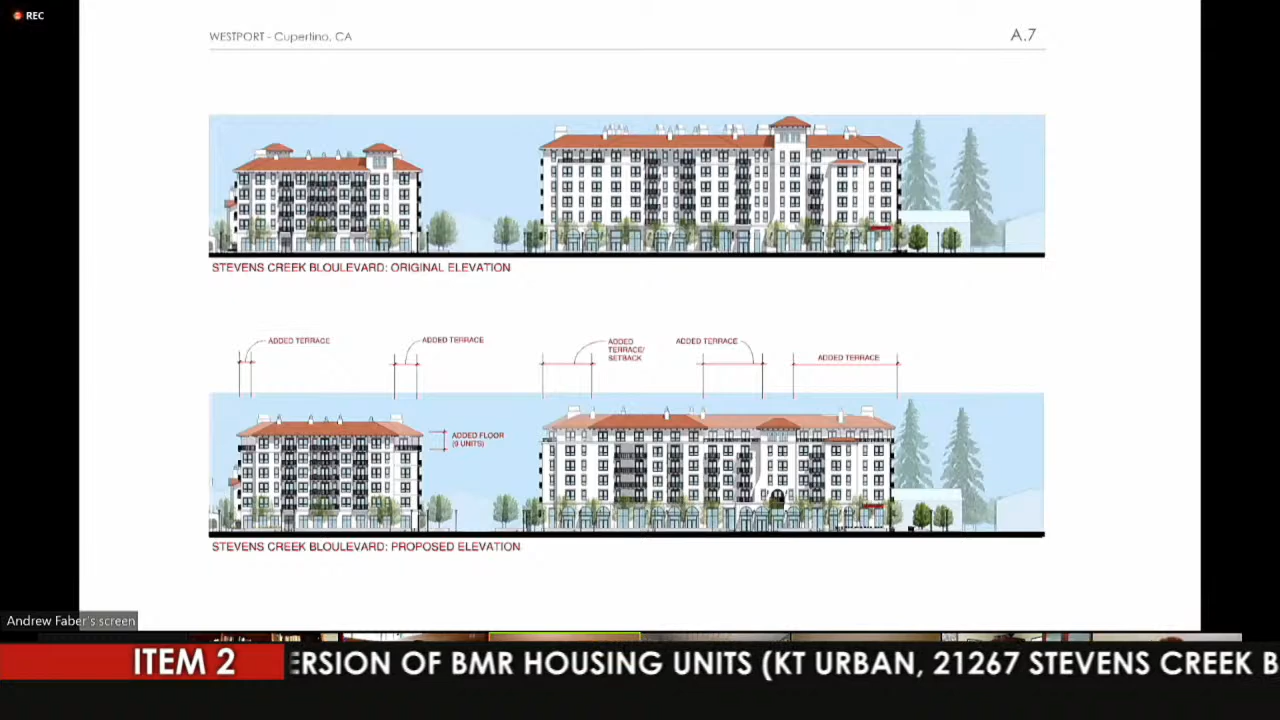 REC
WESTPORT - Cupertino, CA
A.7
STEVENS CREEK BLOULEVARD: ORIGINAL ELEVATION
ADDED TERRACE
ADDED TERRACE
ADDED
TERRACE/
SETBACK
ADDED TERRACE
ADDED TERRACE
ADDED FLOOR
(9 UNITS)
STEVENS CREEK BLOULEVARD: PROPOSED ELEVATION
Andrew Faber's screen
ITEM 2
ERSION OF BMR HOUSING UNITS (KT URBAN, 21267 STEVENS CREEK B